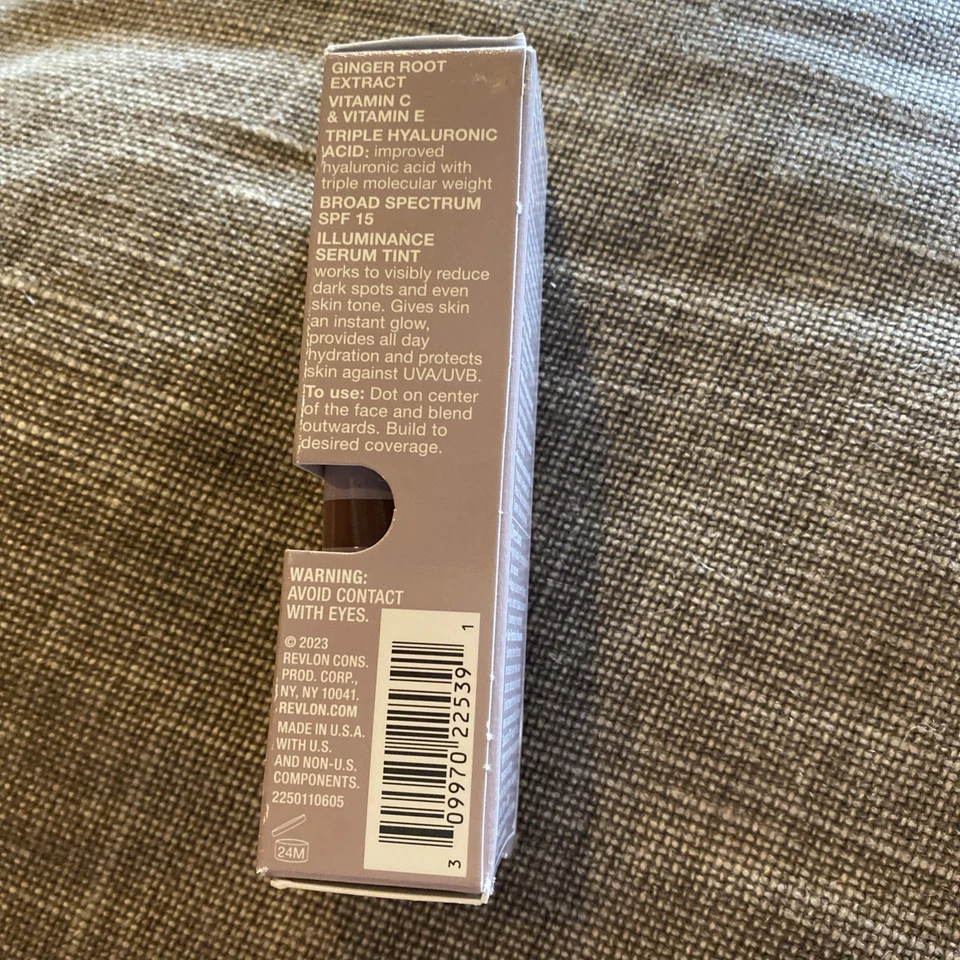 GINGER ROOT
EXTRACT
VITAMIN C
& VITAMIN E
TRIPLE HYALURONIC
ACID: improved
hyaluronic acid with
triple molecular weight
BROAD SPECTRUM
SPF 15
ILLUMINANCE
SERUM TINT
works to visibly reduce
dark spots and even
skin tone. Gives skin
an instant glow,
provides all day
hydration and protects
skin against UVA/UVB.
To use: Dot on center
of the face and blend
outwards. Build to
desired coverage.
WARNING:
AVOID CONTACT
WITH EYES.
© 2023
REVLON CONS.
PROD. CORP.,
NY, NY 10041.
REVLON.COM
MADE IN U.S.A.
WITH U.S.
AND NON-U.S.
COMPONENTS.
2250110605
24M
3 09970 22539 1